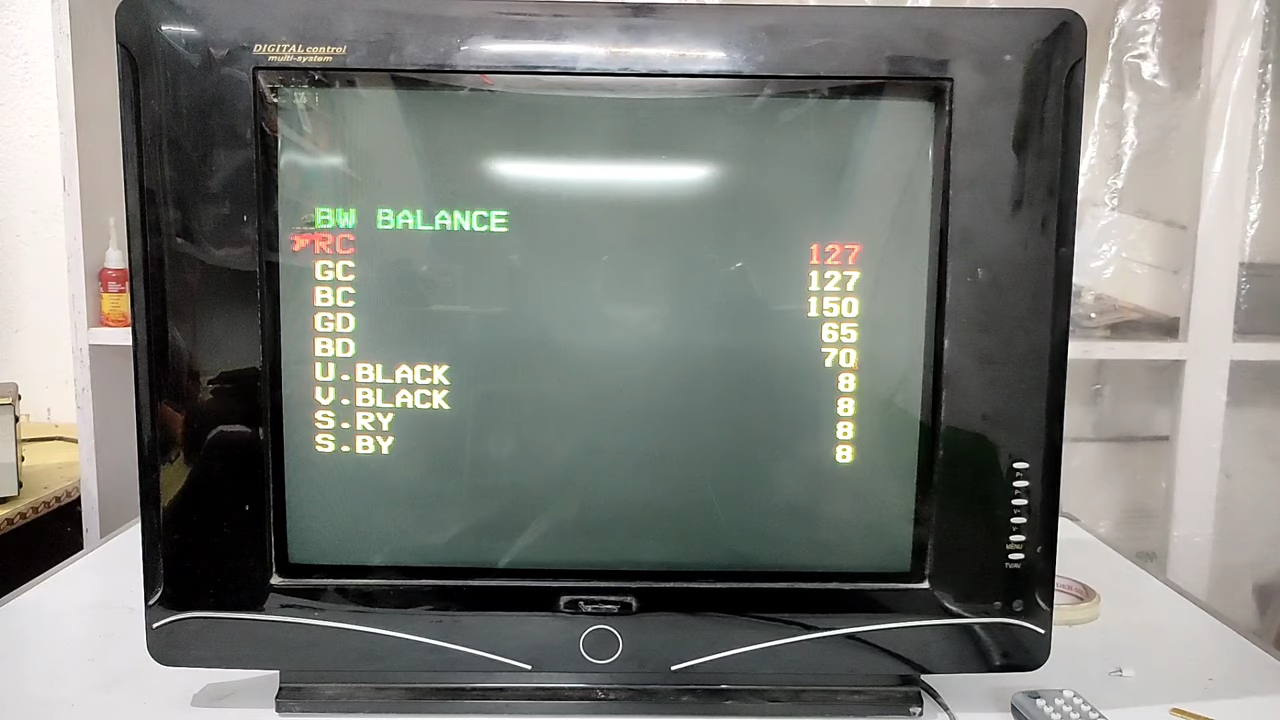 DIGITAL control
multi-system
BW BALANCE
RC 127
GC 127
BC 150
GD 65
BD 70
U.BLACK 8
V.BLACK 8
S.RY 8
S.BY 8
MENU
TV/AV